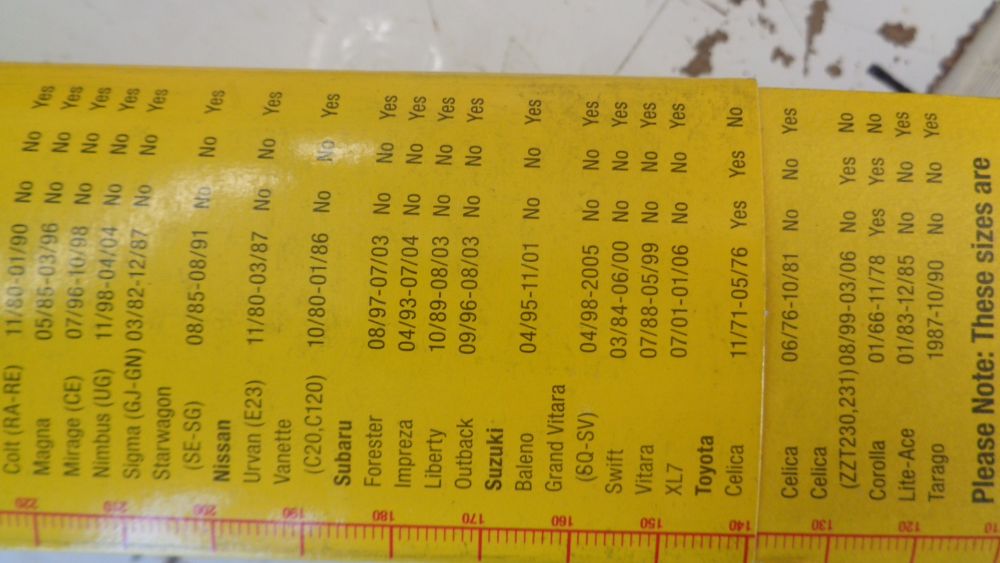 Colt (RA-RE) 11/80-01/90 No No Yes
Magna 05/85-03/96 No No Yes
Mirage (CE) 07/96-10/98 No No Yes
Nimbus (UG) 11/98-04/04 No No Yes
Sigma (GJ-GN) 03/82-12/87 No No Yes
Starwagon
(SE-SG) 08/85-08/91 No No Yes
Nissan
Urvan (E23) 11/80-03/87 No No Yes
Vanette
(C20,C120) 10/80-01/86 No No Yes
Subaru
Forester 08/97-07/03 No No Yes
Impreza 04/93-07/04 No No Yes
Liberty 10/89-08/03 No No Yes
Outback 09/96-08/03 No No Yes
Suzuki
Baleno 04/95-11/01 No No Yes
Grand Vitara
(SQ-SV) 04/98-2005 No No Yes
Swift 03/84-06/00 No No Yes
Vitara 07/88-05/99 No No Yes
XL7 07/01-01/06 No No Yes
Toyota
Celica 11/71-05/76 Yes Yes No
Celica 06/76-10/81 No No Yes
Celica
(ZZT230,231) 08/99-03/06 No Yes No
Corolla 01/66-11/78 Yes Yes No
Lite-Ace 01/83-12/85 No No Yes
Tarago 1987-10/90 No No Yes
Please Note: These sizes are
220 210 200 190 180 170 160 150 140 130 120